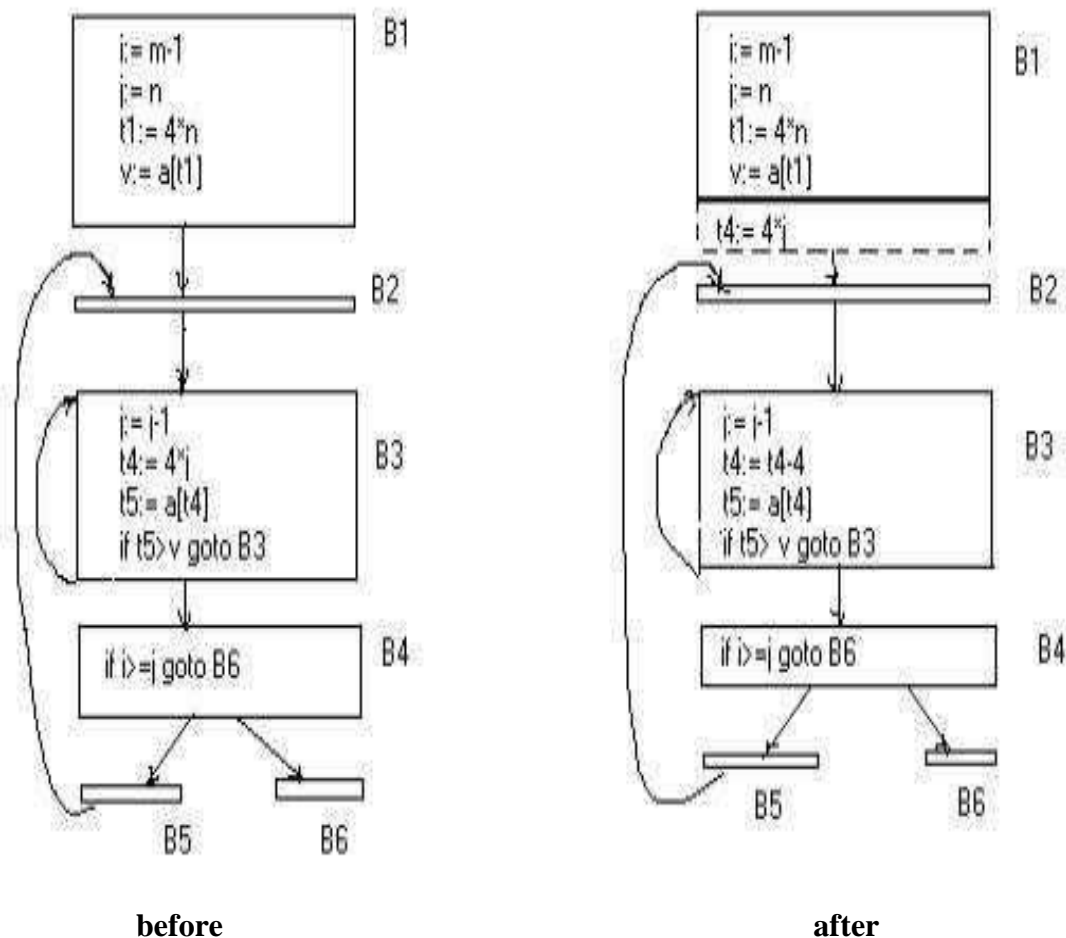 i:= m-1
j:= n
t1:= 4*n
v:= a[t1]
B1
B2
j:= j-1
t4:= 4*j
t5:= a[t4]
if t5>v goto B3
B3
if i>=j goto B6
B4
B5
B6
before
i:= m-1
j:= n
t1:= 4*n
v:= a[t1]
t4:= 4*j
B1
B2
j:= j-1
t4:= t4-4
t5:= a[t4]
if t5> v goto B3
B3
if i>=j goto B6
B4
B5
B6
after